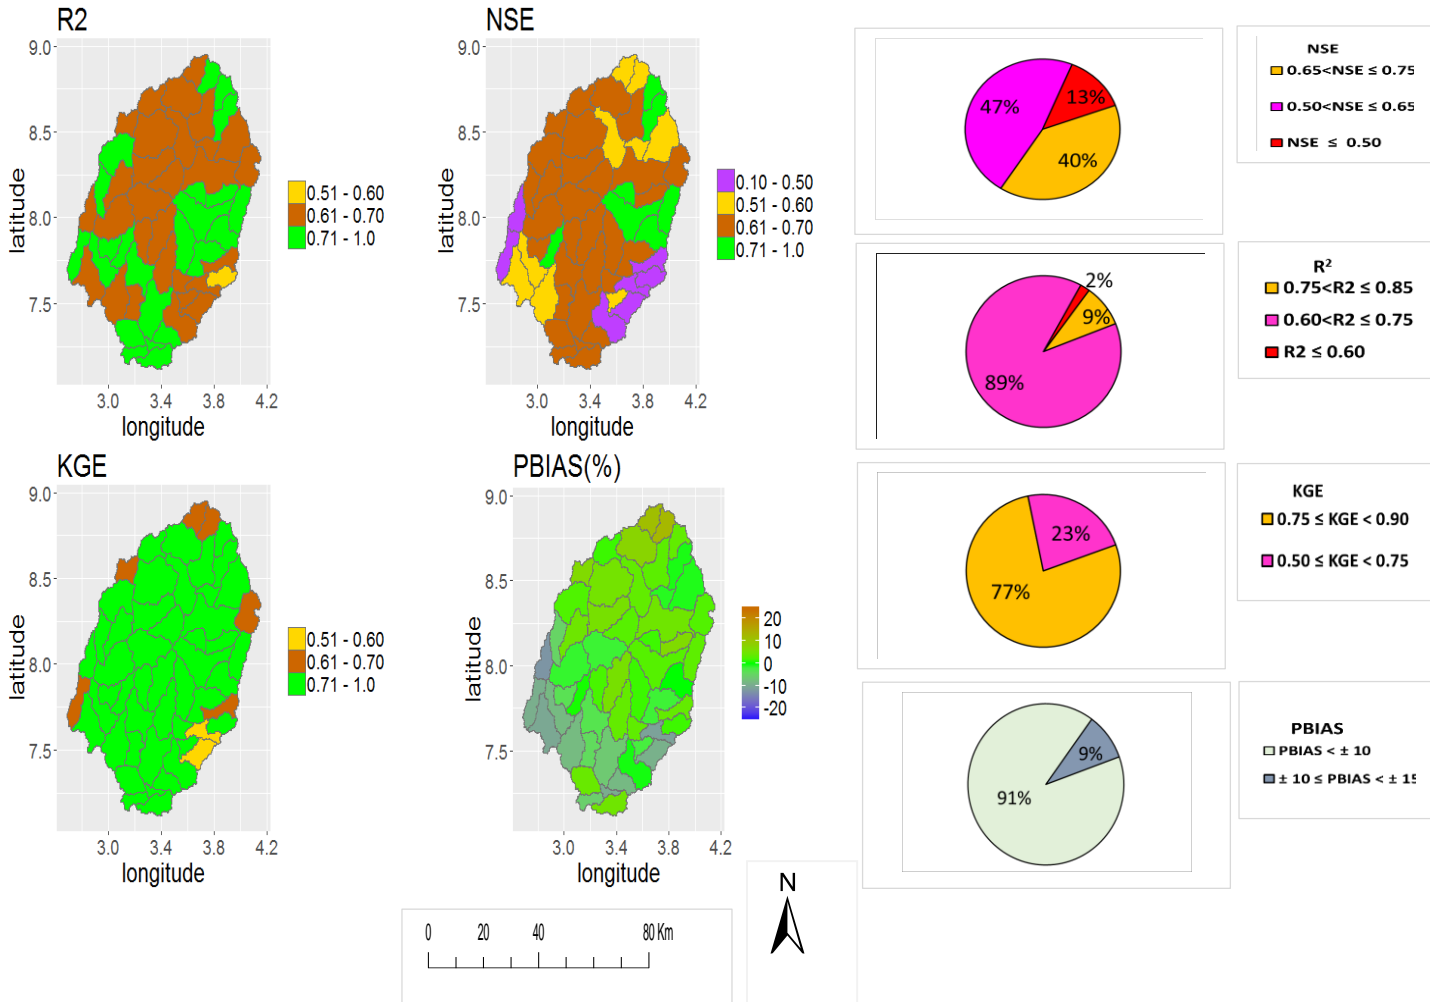 R2
9.0
8.5
8.0
7.5
latitude
3.0 3.4 3.8 4.2
longitude
0.51 - 0.60
0.61 - 0.70
0.71 - 1.0
NSE
9.0
8.5
8.0
7.5
latitude
3.0 3.4 3.8 4.2
longitude
0.10 - 0.50
0.51 - 0.60
0.61 - 0.70
0.71 - 1.0
47%
13%
40%
NSE
0.65<NSE ≤ 0.75
0.50<NSE ≤ 0.65
NSE ≤ 0.50
2%
9%
89%
R²
0.75<R2 ≤ 0.85
0.60<R2 ≤ 0.75
R2 ≤ 0.60
KGE
9.0
8.5
8.0
7.5
latitude
3.0 3.4 3.8 4.2
longitude
0.51 - 0.60
0.61 - 0.70
0.71 - 1.0
PBIAS(%)
9.0
8.5
8.0
7.5
latitude
3.0 3.4 3.8 4.2
longitude
20
10
0
-10
-20
23%
77%
KGE
0.75 ≤ KGE < 0.90
0.50 ≤ KGE < 0.75
9%
91%
PBIAS
PBIAS < ± 10
± 10 ≤ PBIAS < ± 15
0 20 40 80 Km
N